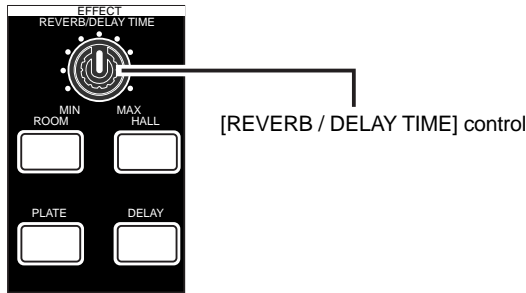 EFFECT
REVERB/DELAY TIME
MIN MAX
ROOM HALL
[REVERB / DELAY TIME] control
PLATE DELAY